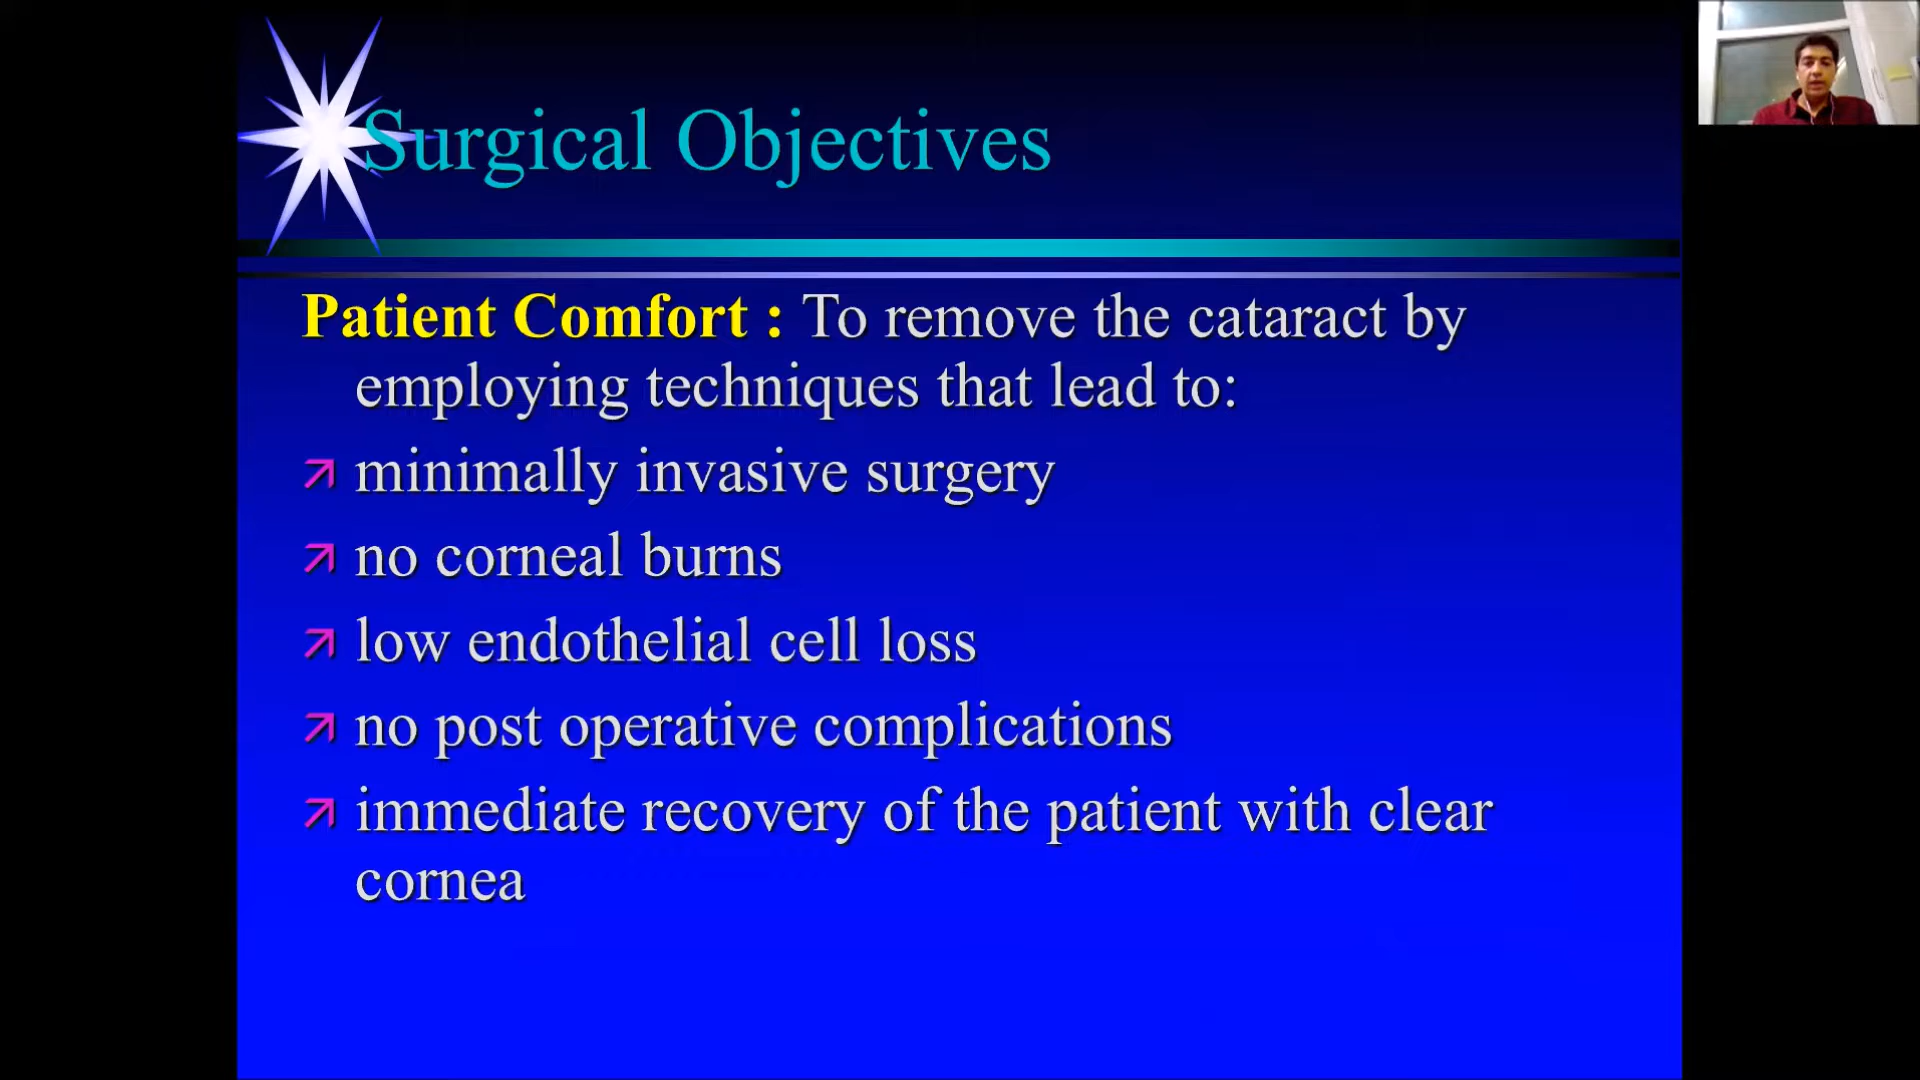 Surgical Objectives
Patient Comfort : To remove the cataract by
employing techniques that lead to:
minimally invasive surgery
no corneal burns
low endothelial cell loss
no post operative complications
immediate recovery of the patient with clear
cornea